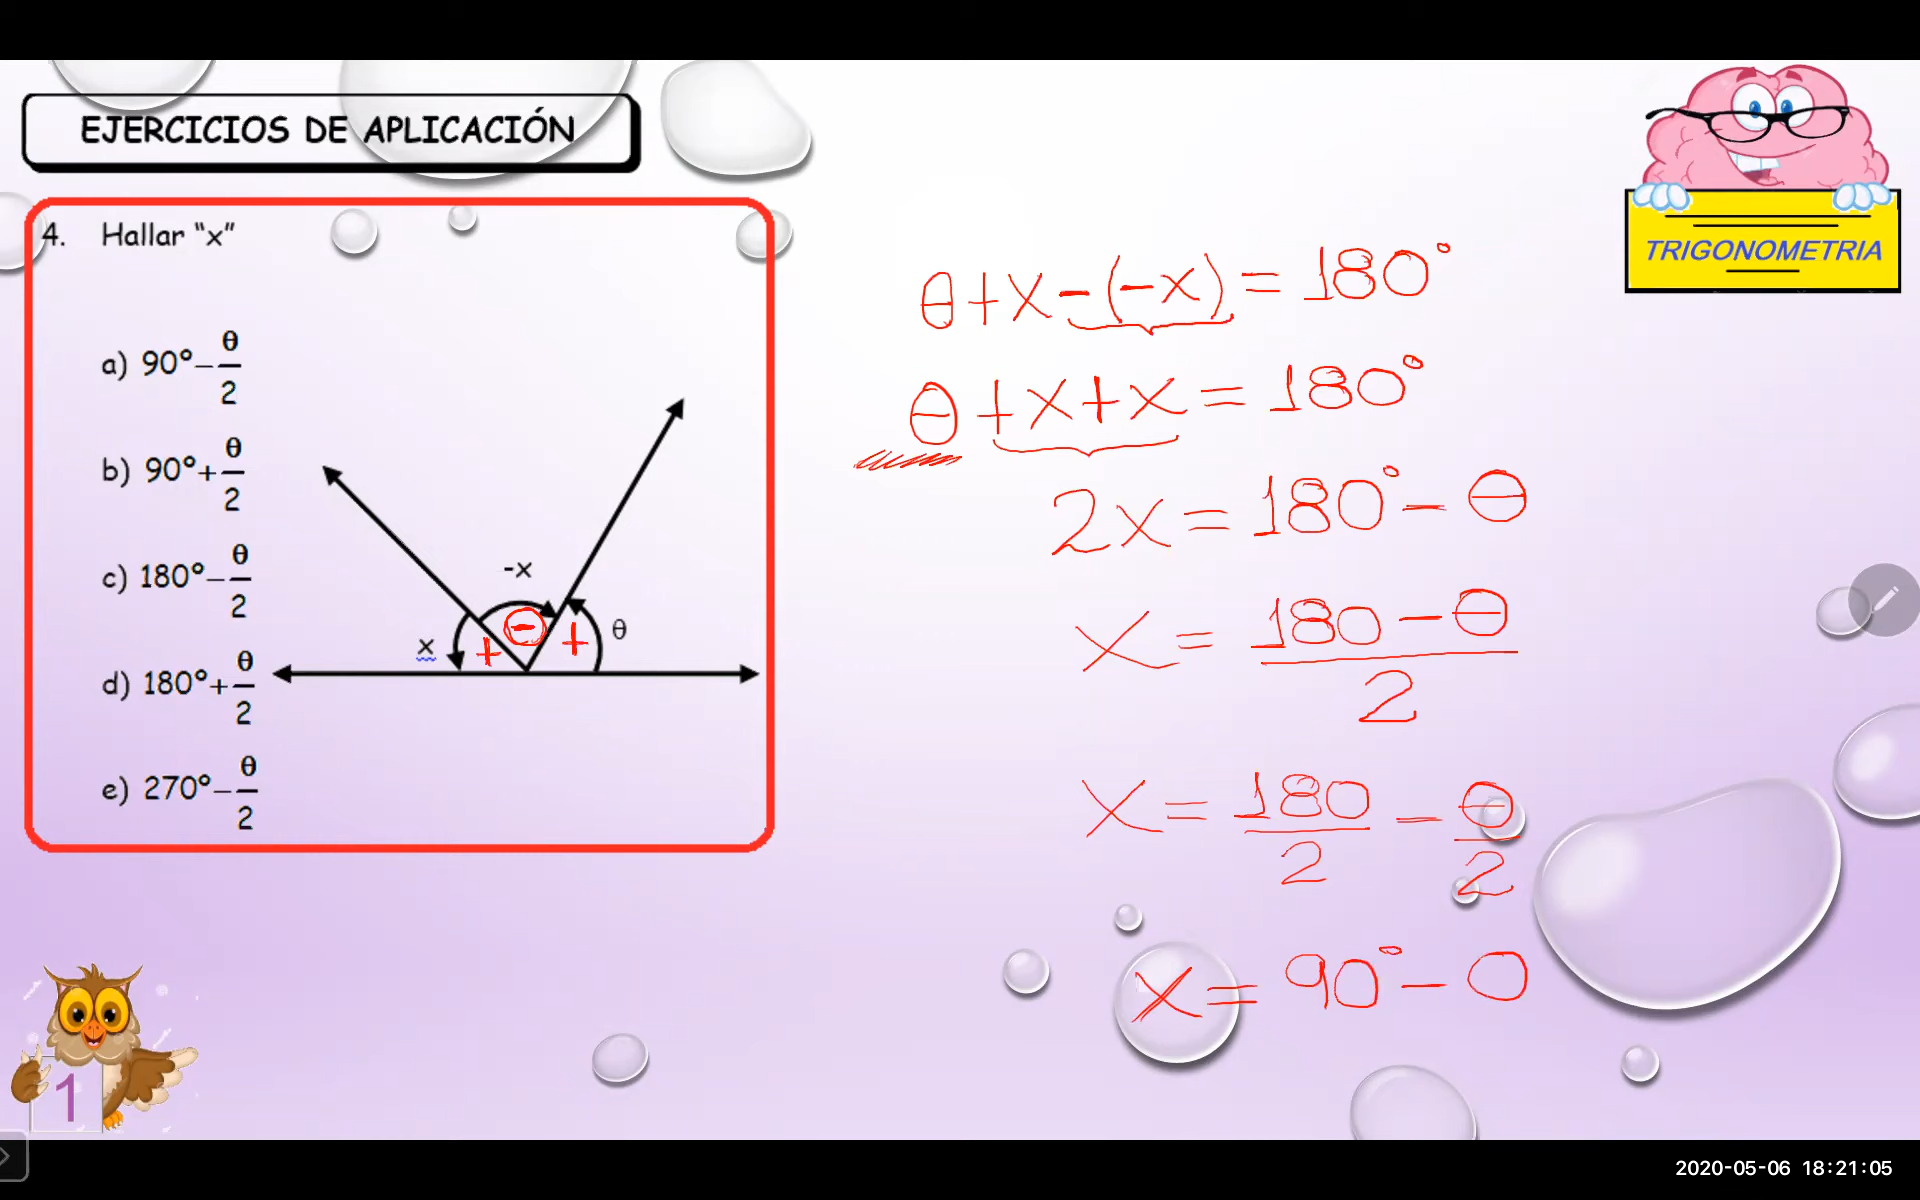 EJERCICIOS DE APLICACIÓN
4. Hallar “x”
a) 90°−θ/2
b) 90°+θ/2
c) 180°−θ/2
d) 180°+θ/2
e) 270°−θ/2
-x
x
θ
+
−
+
θ+x-(-x)=180°
θ+x+x=180°
2x=180°-θ
x=180-θ/2
x=180/2-θ/2
x=90°-O
TRIGONOMETRIA
1
2020-05-06 18:21:05